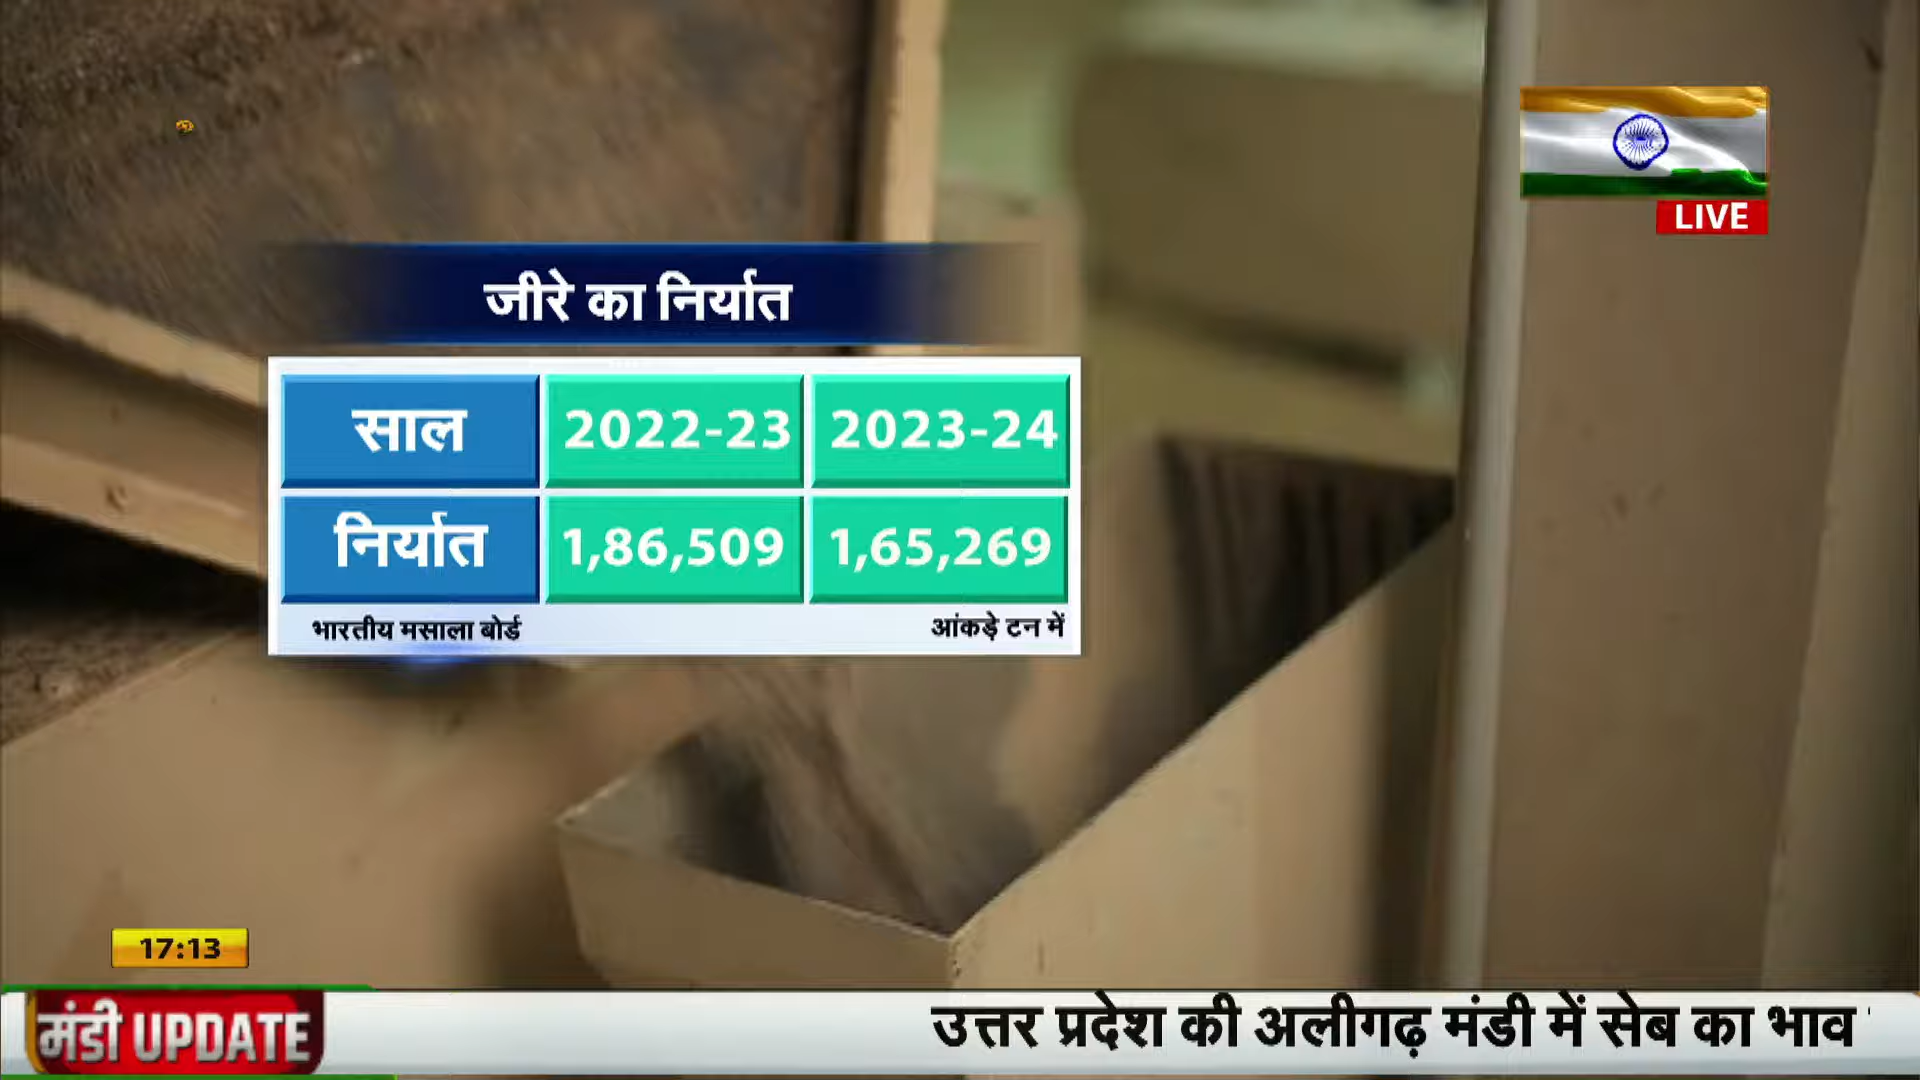 LIVE
जीरे का निर्यात
साल 2022-23 2023-24
निर्यात 1,86,509 1,65,269
भारतीय मसाला बोर्ड आंकड़े टन में
17:13
मंडी UPDATE उत्तर प्रदेश की अलीगढ़ मंडी में सेब का भाव